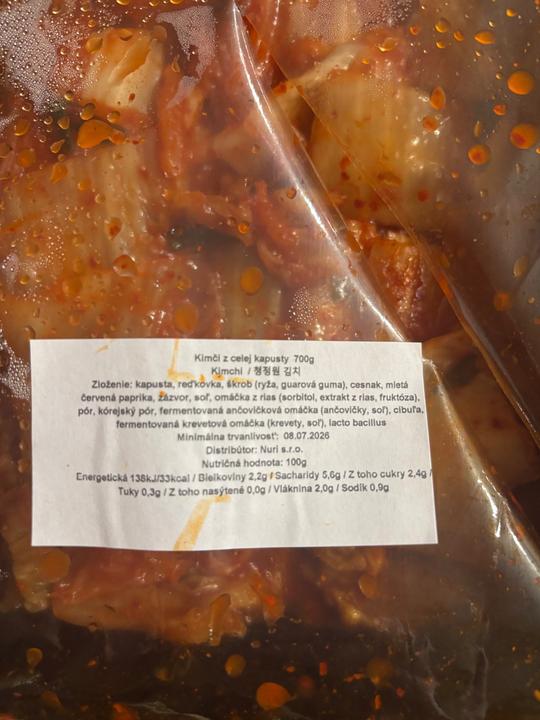 Kimči z celej kapusty 700g
Kimchi / 청정원 김치
Zloženie: kapusta, reďkovka, škrob (ryža, guarová guma), cesnak, mletá
červená paprika, žázvor, soľ, omáčka z rias (sorbitol, extrakt z rias, fruktóza),
pór, kórejský pór, fermentovaná ančovičková omáčka (ančovičky, soľ), cibuľa,
fermentovaná krevetová omáčka (krevety, soľ), lacto bacillus
Minimálna trvanlivosť: 08.07.2026
Distribútor: Nuri s.r.o.
Nutričná hodnota: 100g
Energetická 138kJ/33kcal / Bielkoviny 2,2g / Sacharidy 5,6g / Z toho cukry 2,4g /
Tuky 0,3g / Z toho nasýtené 0,0g / Vláknina 2,0g / Sodík 0,9g